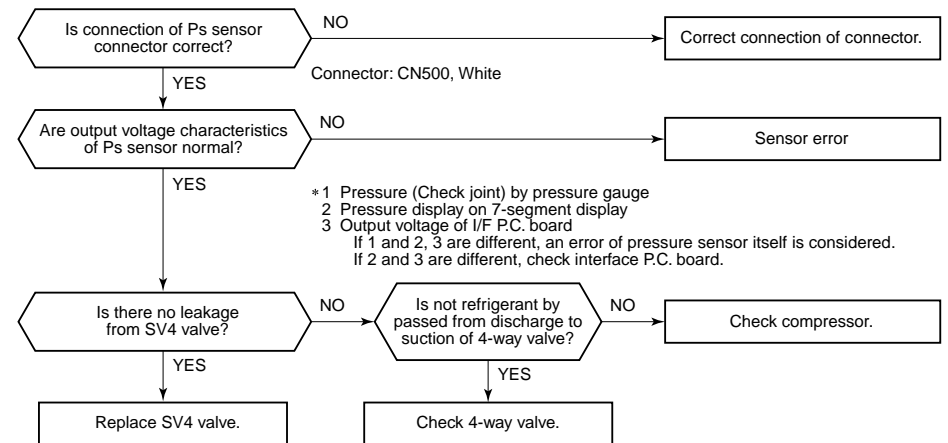 Is connection of Ps sensor
connector correct?
NO
Correct connection of connector.
Connector: CN500, White
YES
Are output voltage characteristics
of Ps sensor normal?
NO
Sensor error
YES
*1 Pressure (Check joint) by pressure gauge
2 Pressure display on 7-segment display
3 Output voltage of I/F P.C. board
If 1 and 2, 3 are different, an error of pressure sensor itself is considered.
If 2 and 3 are different, check interface P.C. board.
Is there no leakage
from SV4 valve?
NO
Is not refrigerant by
passed from discharge to
suction of 4-way valve?
NO
Check compressor.
YES
YES
Replace SV4 valve.
Check 4-way valve.